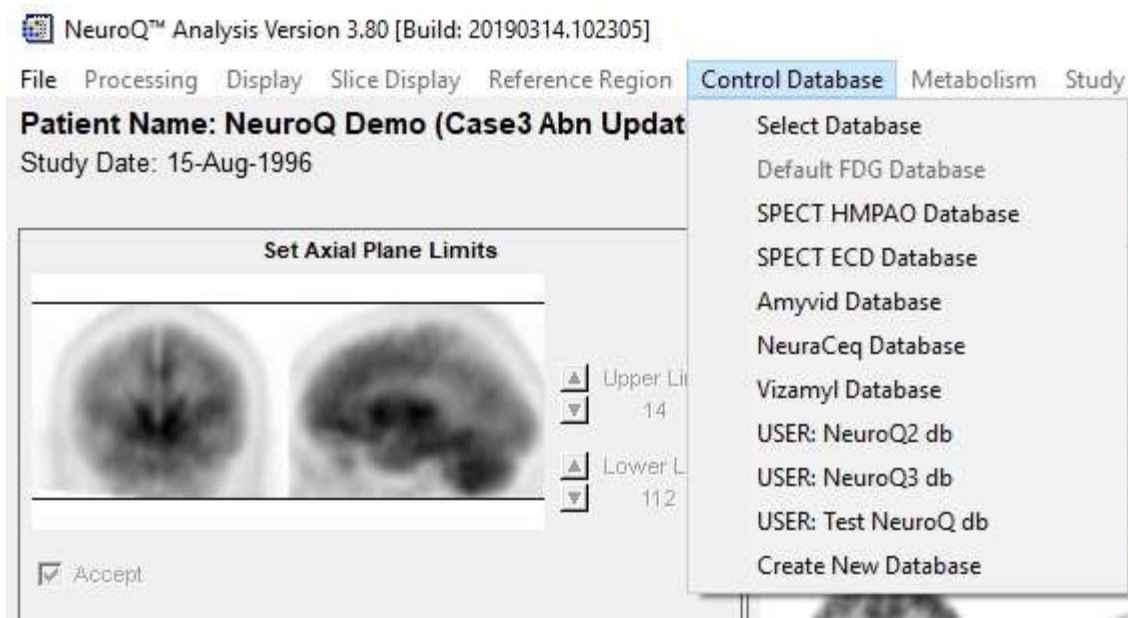 NeuroQ™ Analysis Version 3.80 [Build: 20190314.102305]
File Processing Display Slice Display Reference Region Control Database Metabolism Study
Patient Name: NeuroQ Demo (Case3 Abn Updat
Study Date: 15-Aug-1996
Set Axial Plane Limits
Upper Li
14
Lower L
112
Accept
Select Database
Default FDG Database
SPECT HMPAO Database
SPECT ECD Database
Amyvid Database
NeuraCeq Database
Vizamyl Database
USER: NeuroQ2 db
USER: NeuroQ3 db
USER: Test NeuroQ db
Create New Database